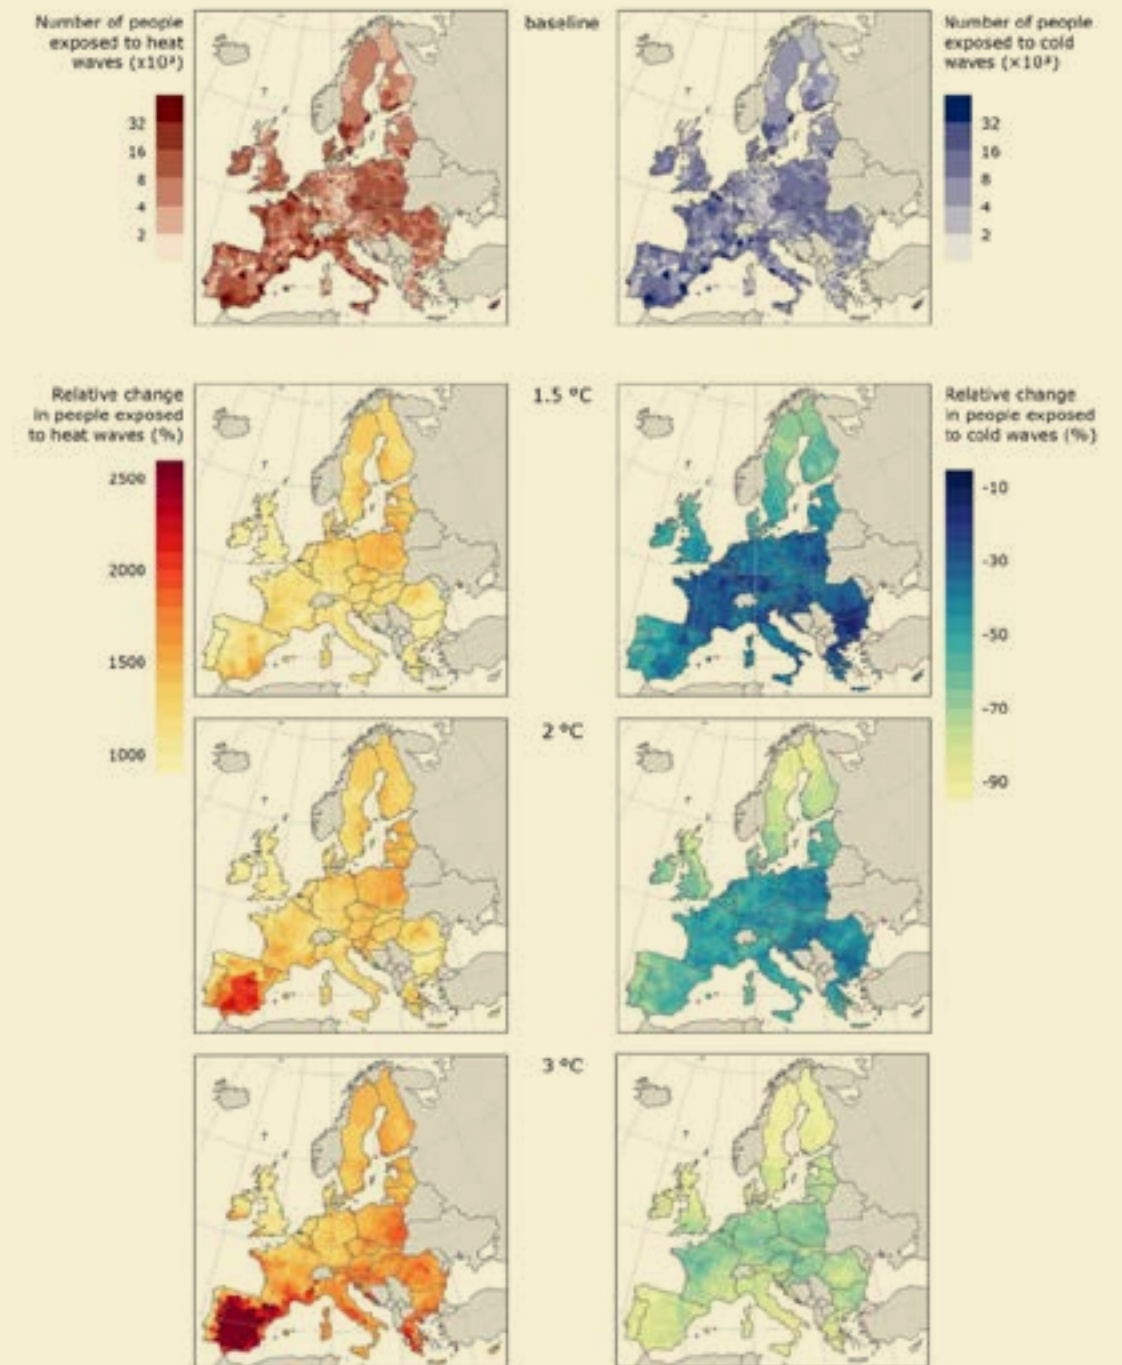 Number of people
exposed to heat
waves (x10³)
32
16
8
4
2
baseline
Number of people
exposed to cold
waves (×10³)
32
16
8
4
2
Relative change
in people exposed
to heat waves (%)
2500
2000
1500
1000
1.5 °C
Relative change
in people exposed
to cold waves (%)
-10
-30
-50
-70
-90
2 °C
3 °C